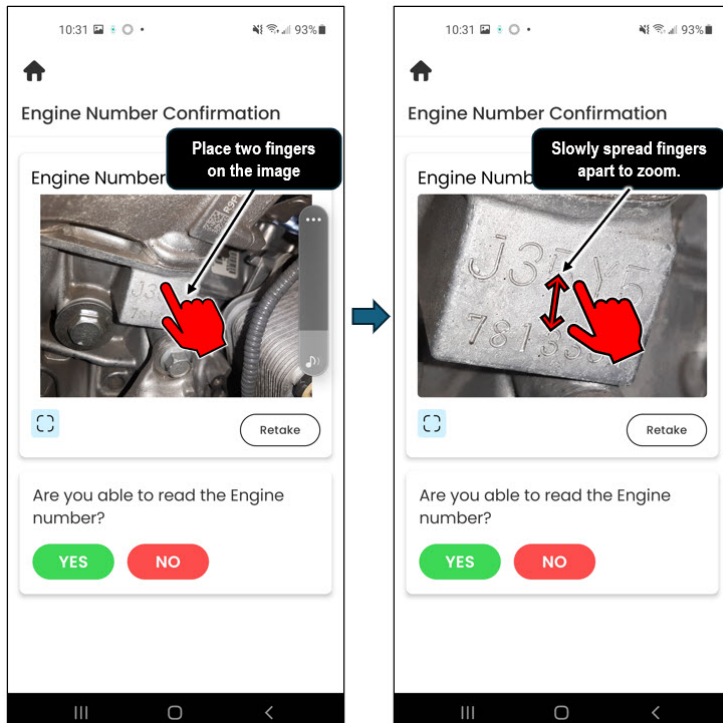 10:31
93%
Engine Number Confirmation
Place two fingers
on the image
Engine Number
Retake
Are you able to read the Engine
number?
YES
NO
10:31
93%
Engine Number Confirmation
Slowly spread fingers
apart to zoom.
Retake
Are you able to read the Engine
number?
YES
NO